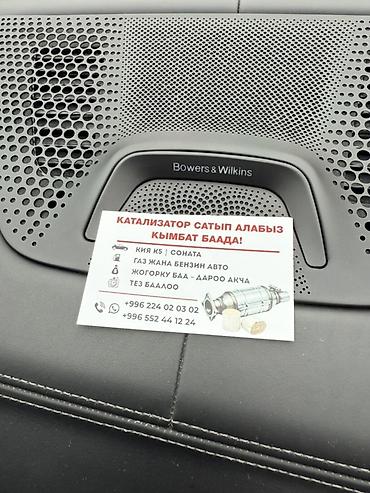 Bowers & Wilkins
КАТАЛИЗАТОР САТЫП АЛАБЫЗ
КЫМБАТ БААДА!
КИЯ К5 | СОНАТА
ГАЗ ЖАНА БЕНЗИН АВТО
ЖОГОРКУ БАА - ДАРОО АКЧА
ТЕЗ БААЛОО
+996 224 02 03 02
+996 552 44 12 24